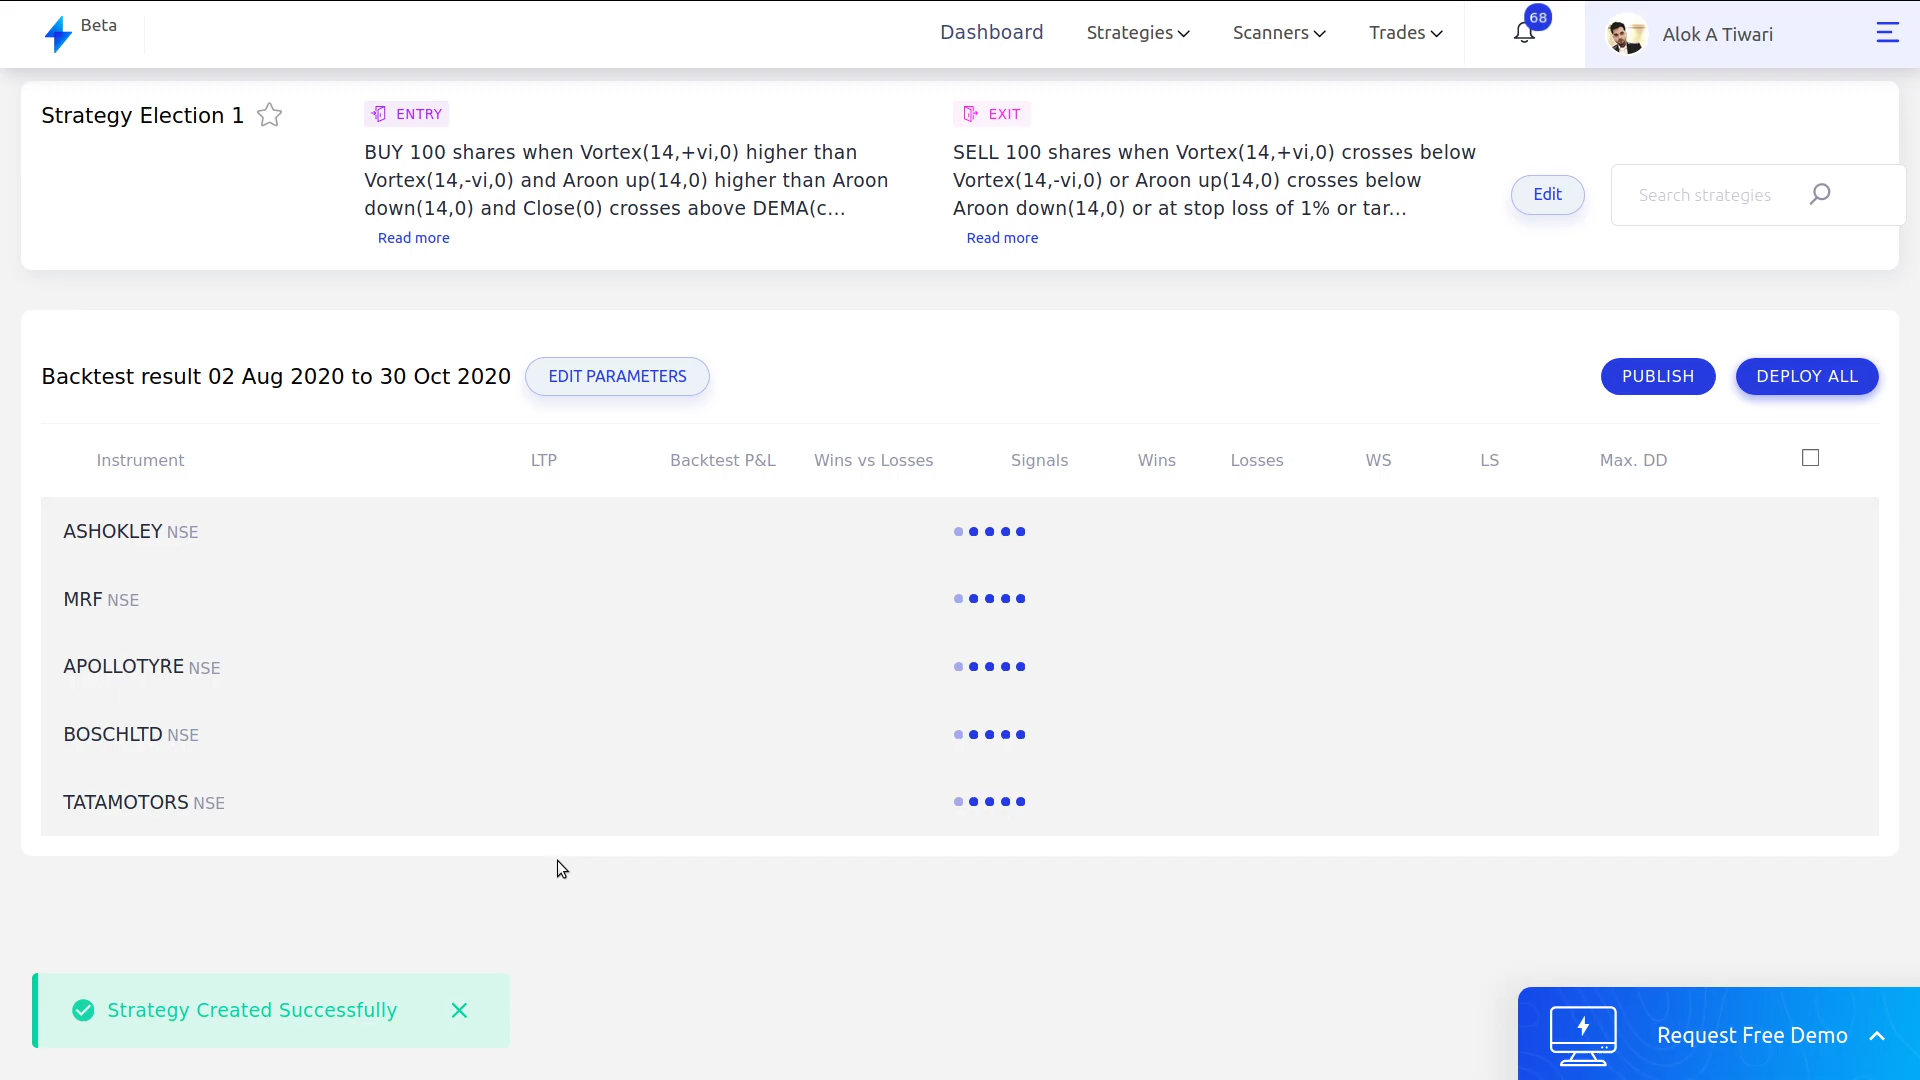 Beta
Dashboard
Strategies
Scanners
Trades
68
Alok A Tiwari
Strategy Election 1
ENTRY
BUY 100 shares when Vortex(14,+vi,0) higher than
Vortex(14,-vi,0) and Aroon up(14,0) higher than Aroon
down(14,0) and Close(0) crosses above DEMA(c...
Read more
EXIT
SELL 100 shares when Vortex(14,+vi,0) crosses below
Vortex(14,-vi,0) or Aroon up(14,0) crosses below
Aroon down(14,0) or at stop loss of 1% or tar...
Read more
Edit
Search strategies
Backtest result 02 Aug 2020 to 30 Oct 2020
EDIT PARAMETERS
PUBLISH
DEPLOY ALL
Instrument LTP Backtest P&L Wins vs Losses Signals Wins Losses WS LS Max. DD
ASHOKLEY NSE
MRF NSE
APOLLOTYRE NSE
BOSCHLTD NSE
TATAMOTORS NSE
Strategy Created Successfully
Request Free Demo